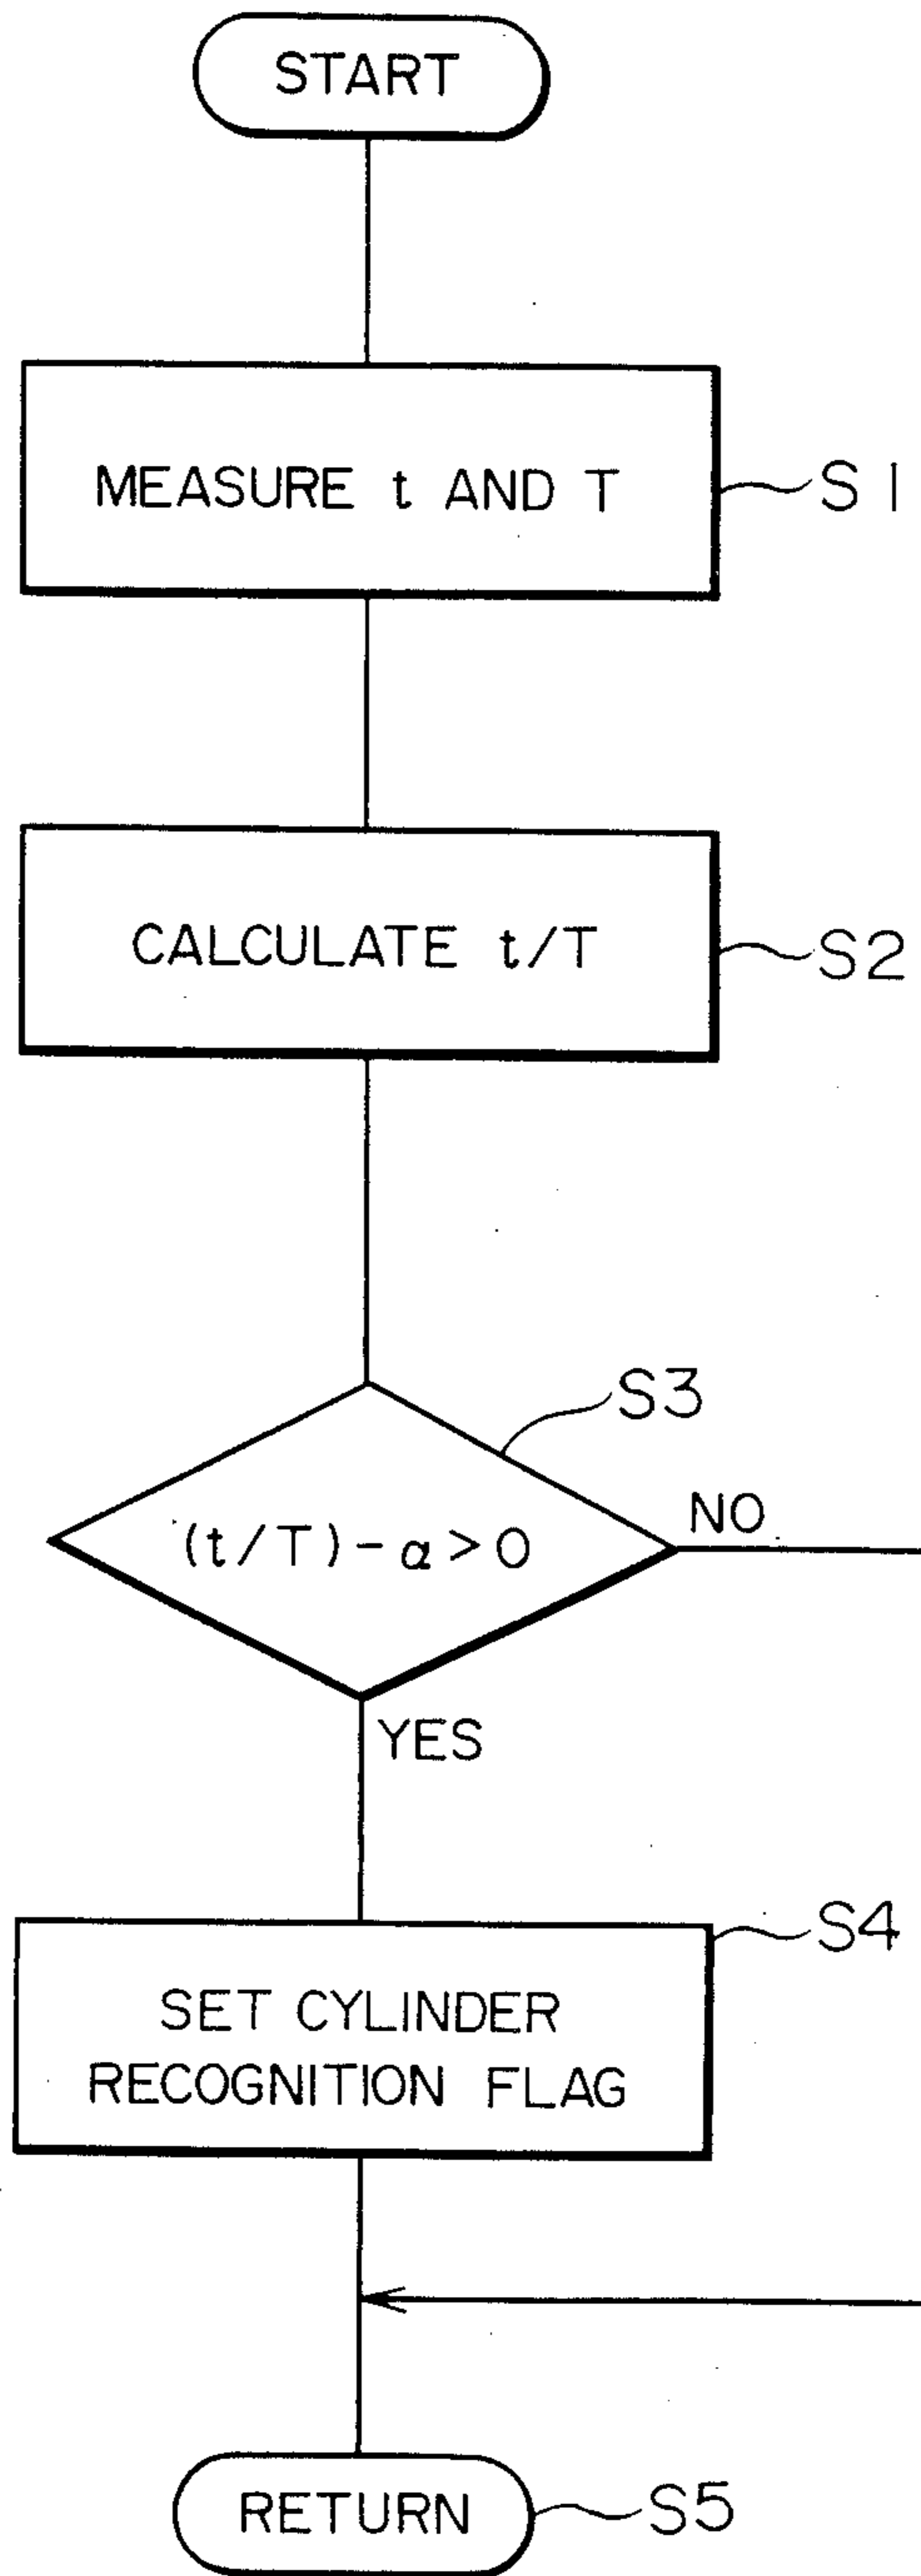 START
MEASURE t AND T
S1
CALCULATE t/T
S2
S3
(t/T)-α>0
NO
YES
S4
SET CYLINDER
RECOGNITION FLAG
RETURN
S5